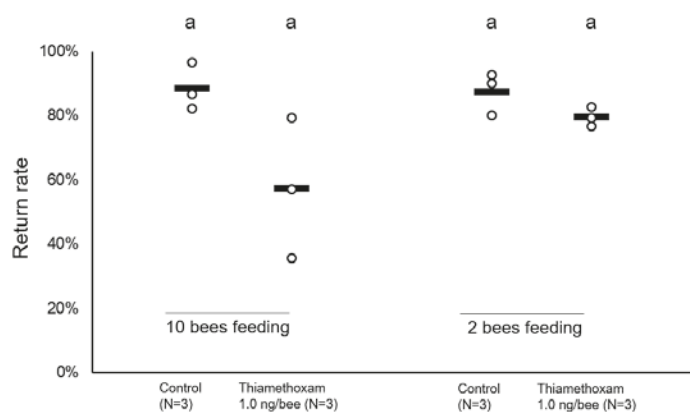 a a a a
100%
80%
60%
40%
20%
0%
Return rate
10 bees feeding 2 bees feeding
Control Thiamethoxam Control Thiamethoxam
(N=3) 1.0 ng/bee (N=3) (N=3) 1.0 ng/bee (N=3)